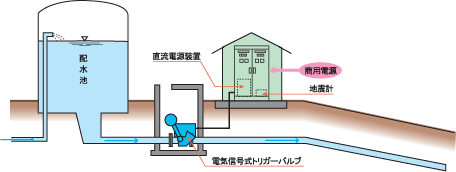 配水池
直流電源装置
商用電源
地震計
電気信号式トリガーバルブ